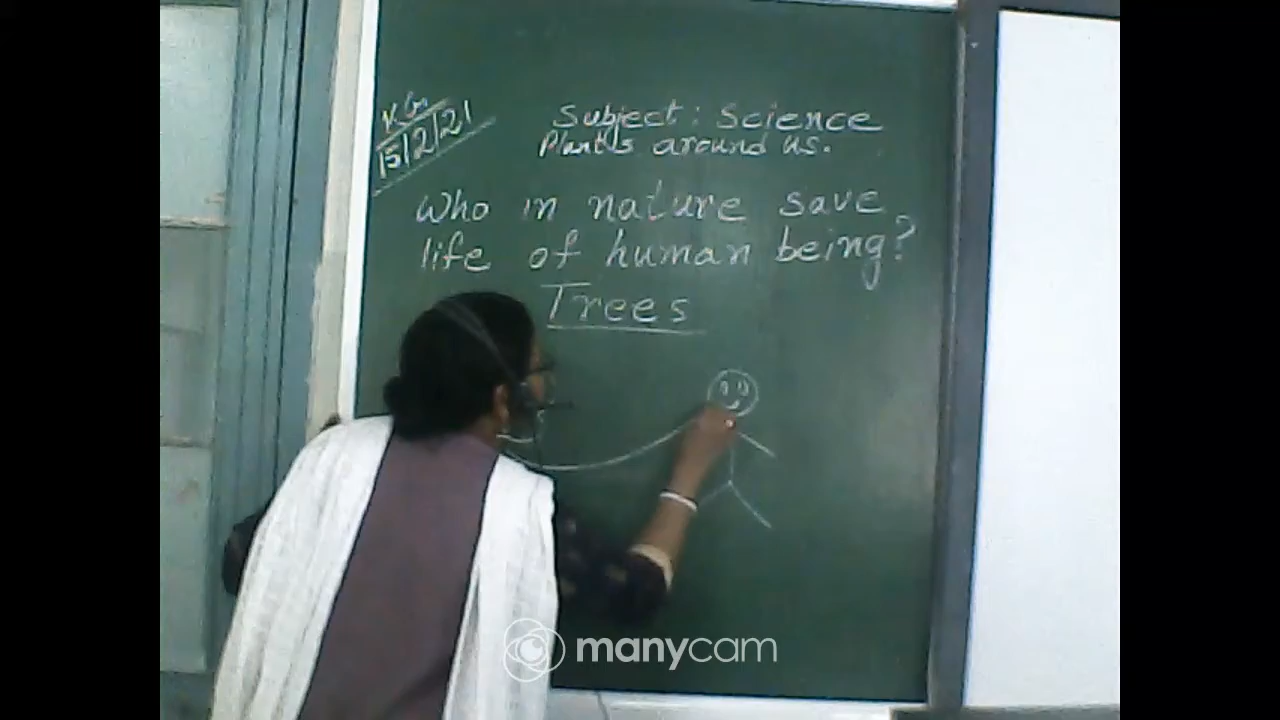 K.G.
15/2/21
Subject: Science
Plants around us.
Who in nature save
life of human being?
Trees
manycam